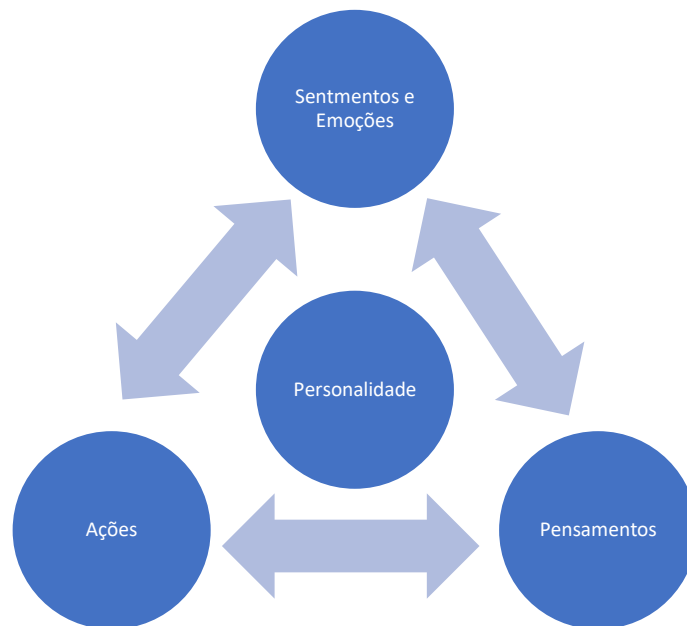 Sentmentos e
Emoções
Personalidade
Ações
Pensamentos